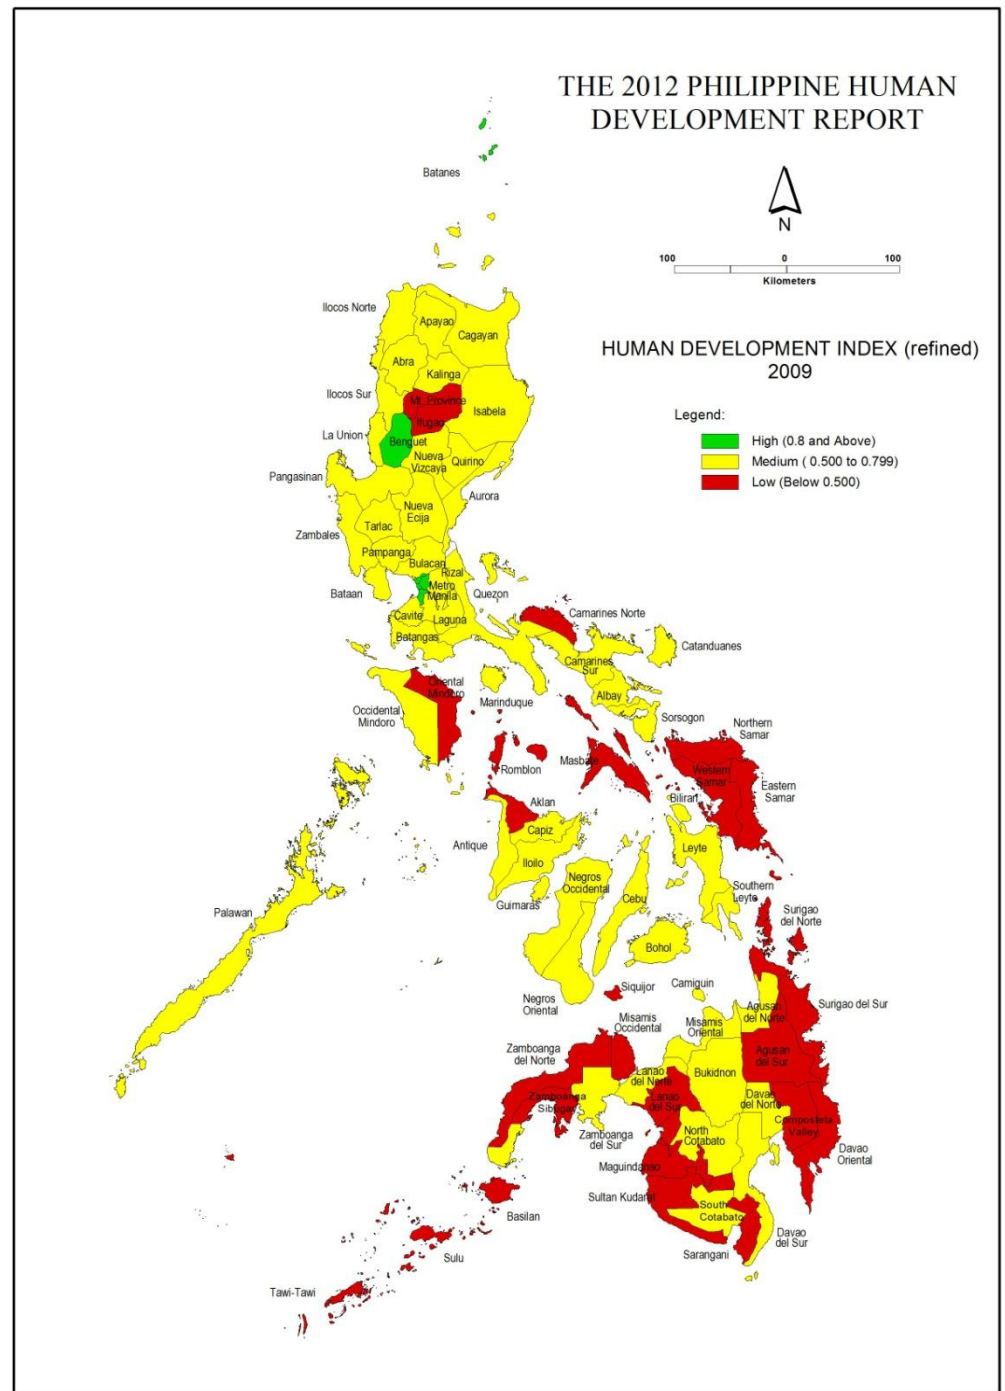 THE 2012 PHILIPPINE HUMAN
DEVELOPMENT REPORT
N
100 0 100
Kilometers
HUMAN DEVELOPMENT INDEX (refined)
2009
Legend:
High (0.8 and Above)
Medium ( 0.500 to 0.799)
Low (Below 0.500)
Batanes
Ilocos Norte
Apayao
Cagayan
Abra
Kalinga
Ilocos Sur
Mt. Province
Isabela
Ifugao
La Union
Benguet
Nueva
Vizcaya
Quirino
Pangasinan
Aurora
Nueva
Ecija
Tarlac
Zambales
Pampanga
Bulacan
Rizal
Metro
Manila
Bataan
Quezon
Cavite
Laguna
Batangas
Camarines Norte
Catanduanes
Camarines
Sur
Albay
Oriental
Mindoro
Marinduque
Occidental
Mindoro
Sorsogon
Northern
Samar
Masbate
Romblon
Western
Samar
Eastern
Samar
Biliran
Aklan
Capiz
Antique
Iloilo
Leyte
Negros
Occidental
Guimaras
Cebu
Southern
Leyte
Palawan
Surigao
del Norte
Bohol
Siquijor
Camiguin
Negros
Oriental
Agusan
del Norte
Surigao del Sur
Misamis
Occidental
Misamis
Oriental
Zamboanga
del Norte
Agusan
del Sur
Lanao
del Norte
Bukidnon
Zamboanga
Sibugay
Lanao
del Sur
Davao
del Norte
Compostela
Valley
Zamboanga
del Sur
North
Cotabato
Davao
Oriental
Maguindanao
Sultan Kudarat
South
Cotabato
Basilan
Davao
del Sur
Sarangani
Sulu
Tawi-Tawi